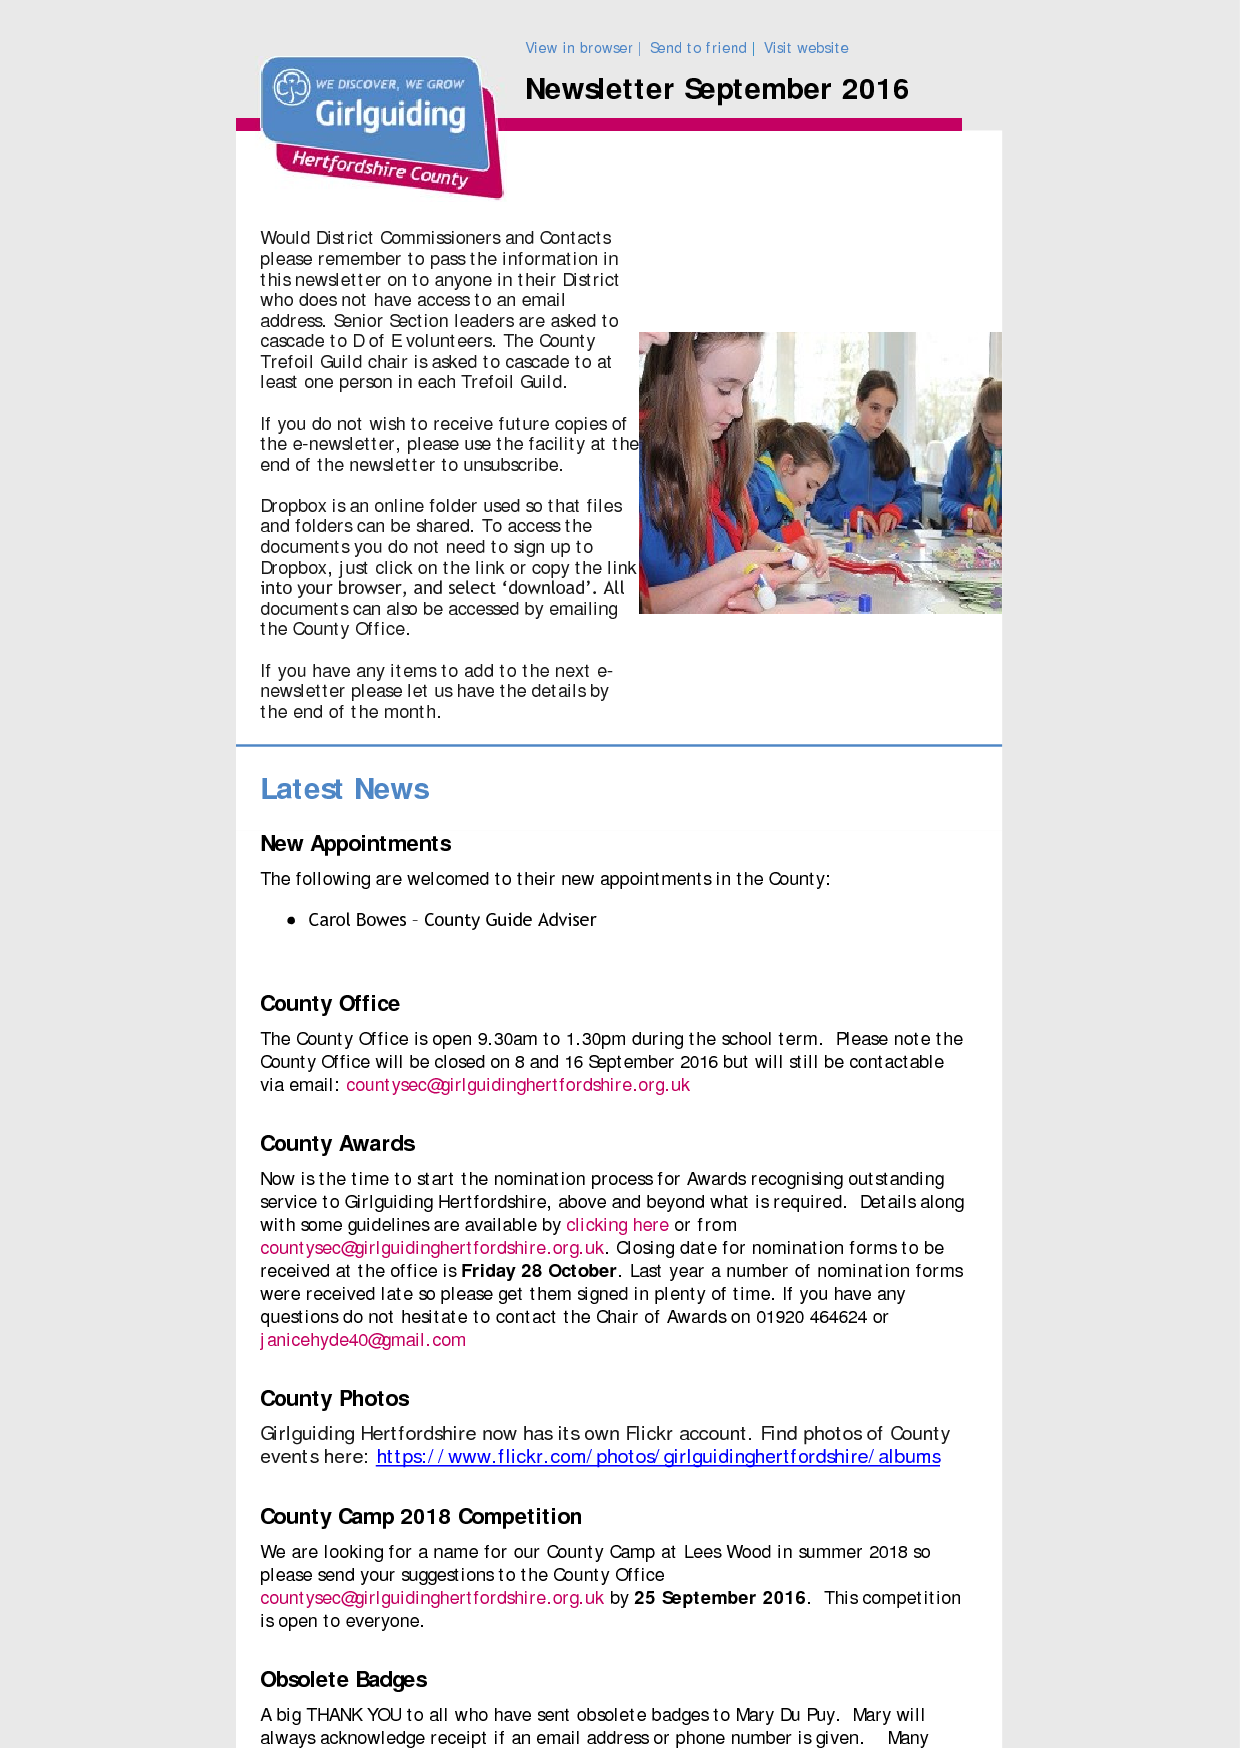 View in browser | Send to friend | Visit website
Newsletter September 2016
WE DISCOVER, WE GROW
Girlguiding
Hertfordshire County
Would District Commissioners and Contacts
please remember to pass the information in
this newsletter on to anyone in their District
who does not have access to an email
address. Senior Section leaders are asked to
cascade to D of E volunteers. The County
Trefoil Guild chair is asked to cascade to at
least one person in each Trefoil Guild.
If you do not wish to receive future copies of
the e-newsletter, please use the facility at the
end of the newsletter to unsubscribe.
Dropbox is an online folder used so that files
and folders can be shared. To access the
documents you do not need to sign up to
Dropbox, just click on the link or copy the link
into your browser, and select ‘download’. All
documents can also be accessed by emailing
the County Office.
If you have any items to add to the next e-
newsletter please let us have the details by
the end of the month.
Latest News
New Appointments
The following are welcomed to their new appointments in the County:
• Carol Bowes – County Guide Adviser
County Office
The County Office is open 9.30am to 1.30pm during the school term. Please note the
County Office will be closed on 8 and 16 September 2016 but will still be contactable
via email: countysec@girlguidinghertfordshire.org.uk
County Awards
Now is the time to start the nomination process for Awards recognising outstanding
service to Girlguiding Hertfordshire, above and beyond what is required. Details along
with some guidelines are available by clicking here or from
countysec@girlguidinghertfordshire.org.uk. Closing date for nomination forms to be
received at the office is Friday 28 October. Last year a number of nomination forms
were received late so please get them signed in plenty of time. If you have any
questions do not hesitate to contact the Chair of Awards on 01920 464624 or
janicehyde40@gmail.com
County Photos
Girlguiding Hertfordshire now has its own Flickr account. Find photos of County
events here: https://www.flickr.com/photos/girlguidinghertfordshire/albums
County Camp 2018 Competition
We are looking for a name for our County Camp at Lees Wood in summer 2018 so
please send your suggestions to the County Office
countysec@girlguidinghertfordshire.org.uk by 25 September 2016. This competition
is open to everyone.
Obsolete Badges
A big THANK YOU to all who have sent obsolete badges to Mary Du Puy. Mary will
always acknowledge receipt if an email address or phone number is given. Many